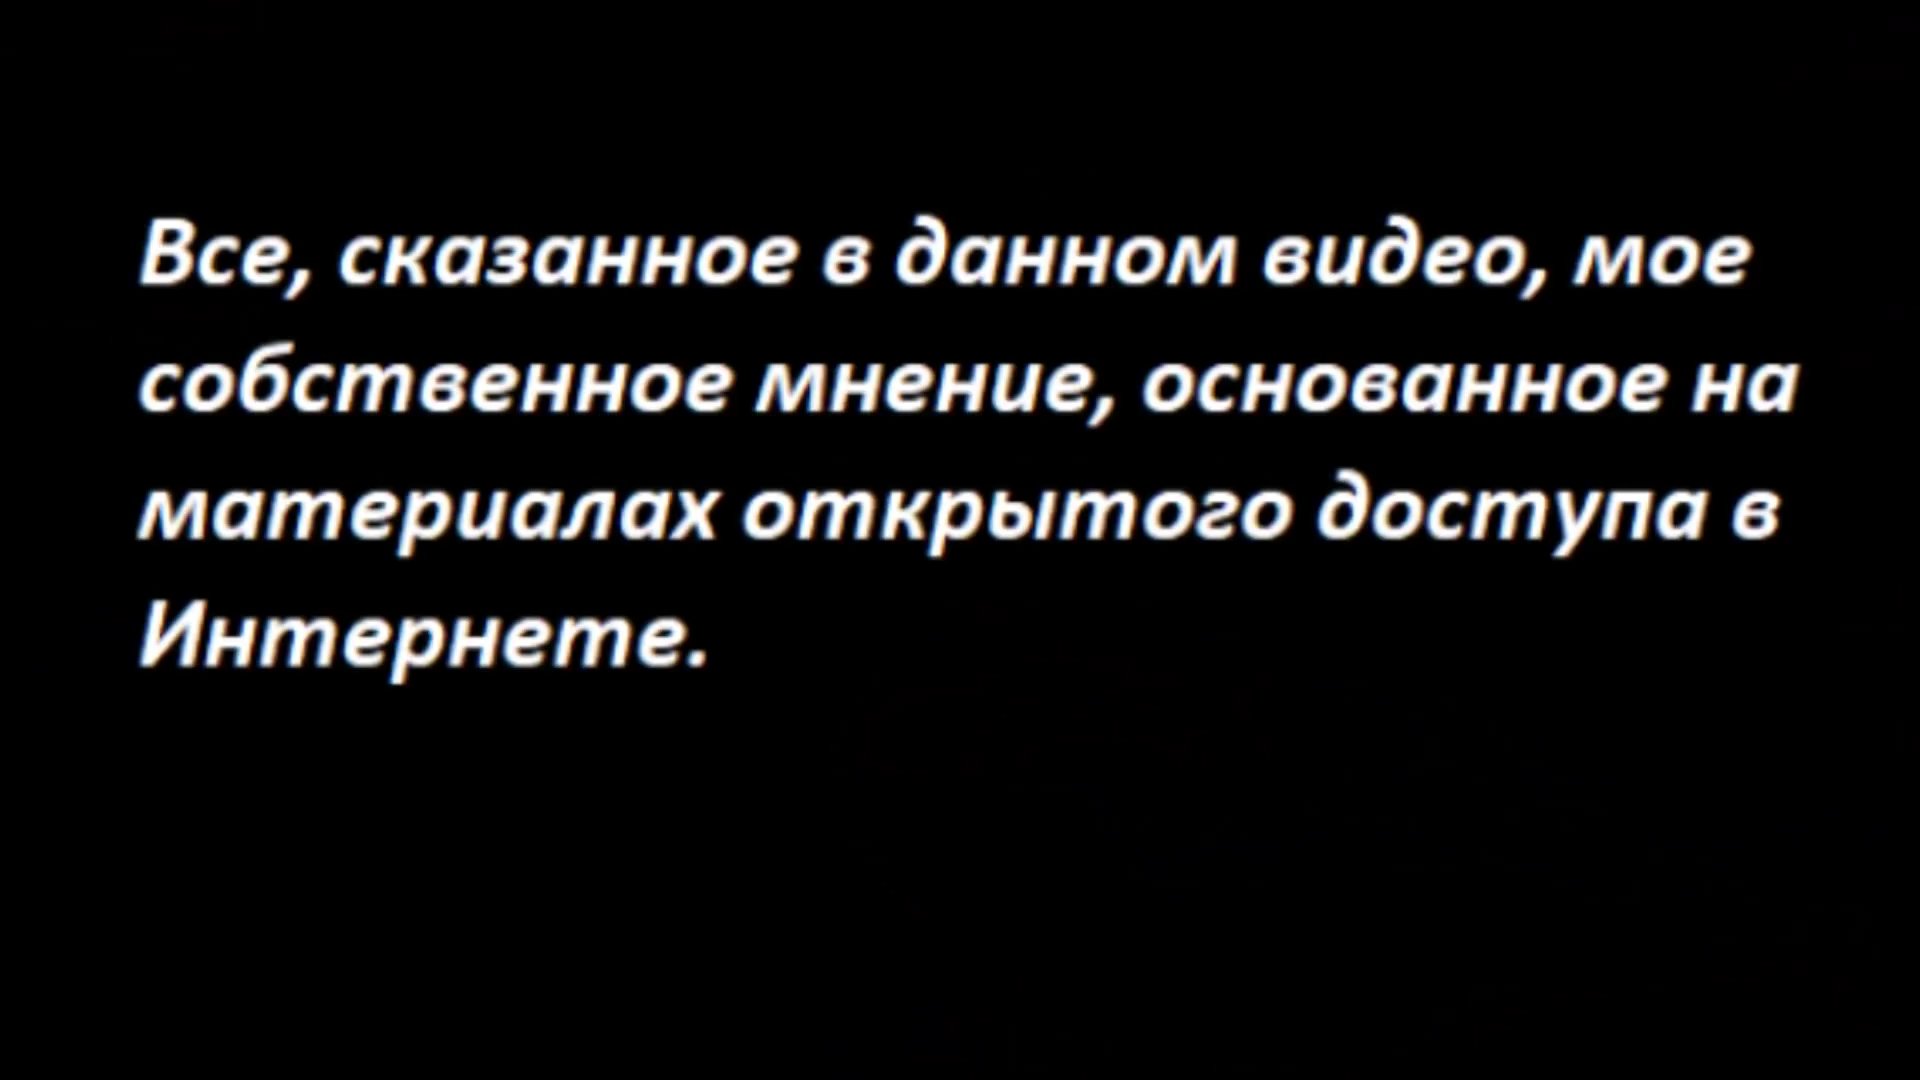 Все, сказанное в данном видео, мое
собственное мнение, основанное на
материалах открытого доступа в
Интернете.